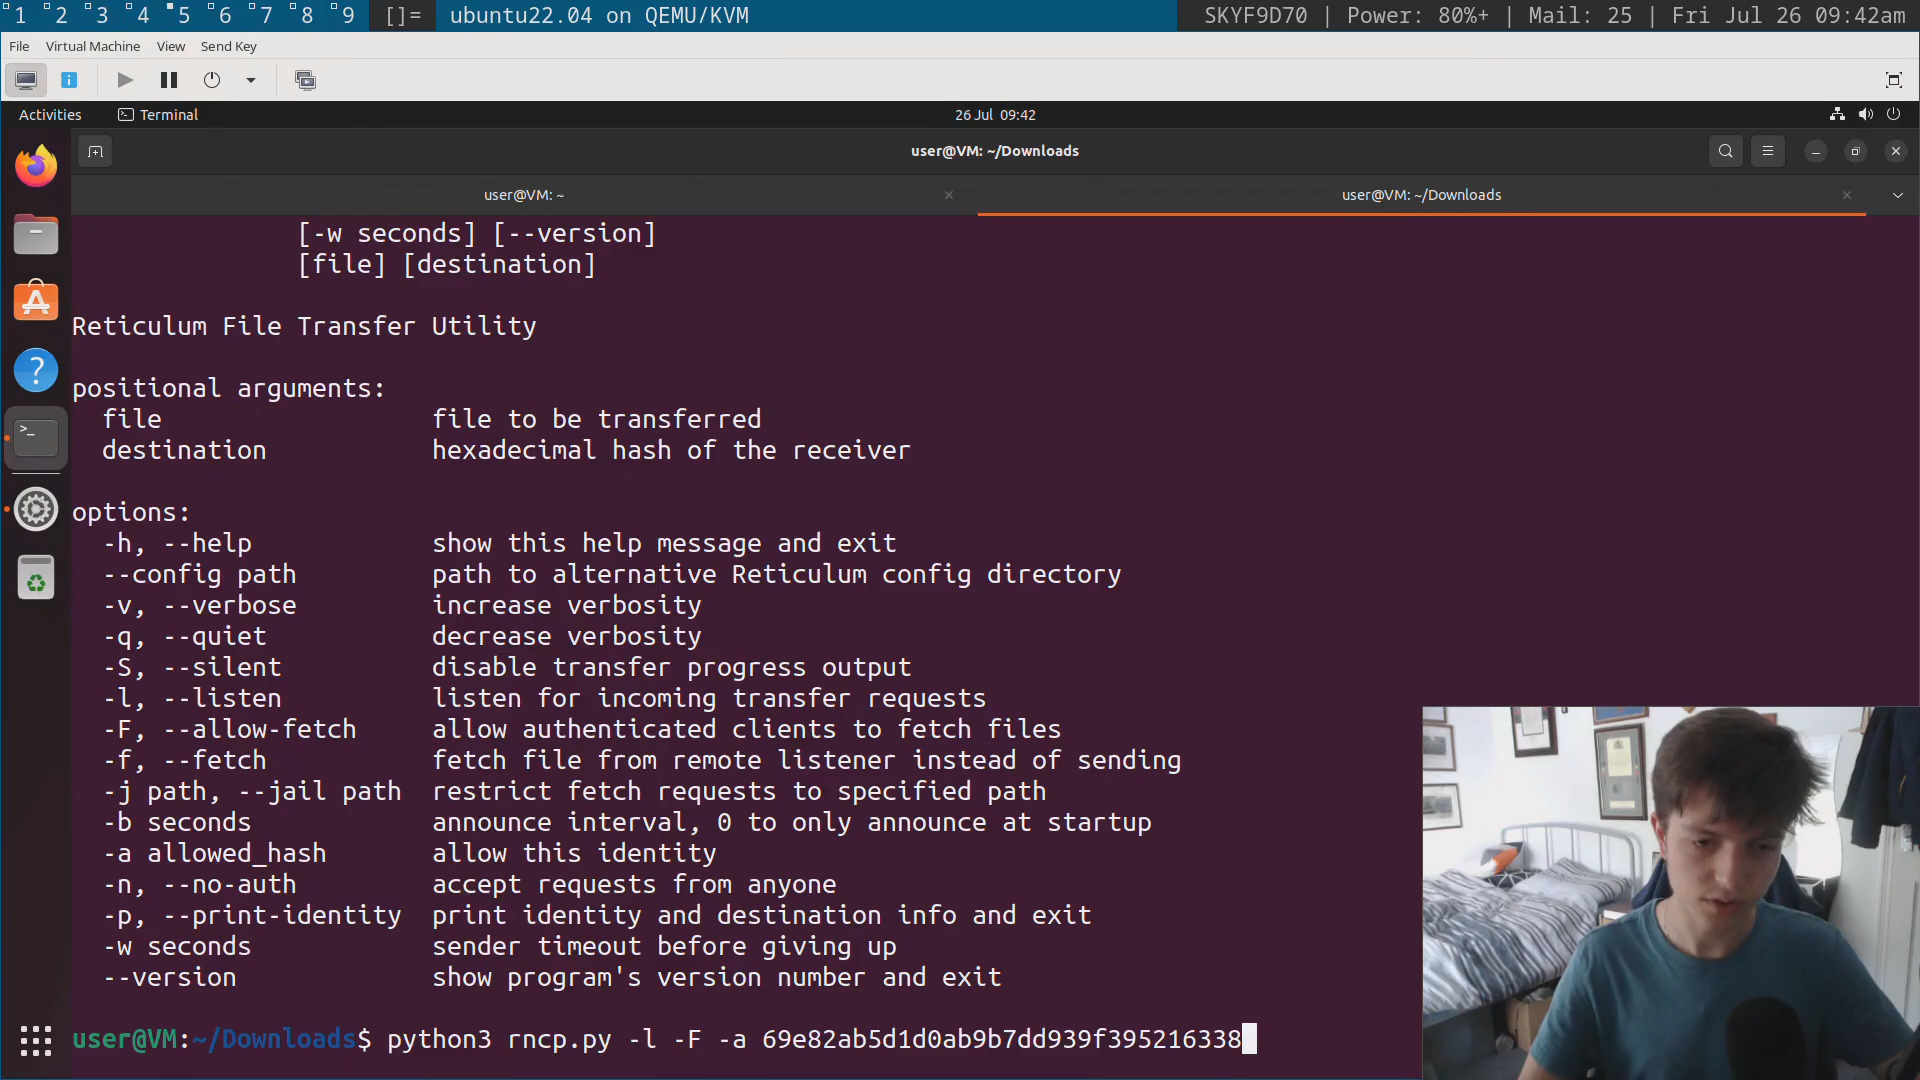 1 2 3 4 5 6 7 8 9 []= ubuntu22.04 on QEMU/KVM SKYF9D70 | Power: 80%+ | Mail: 25 | Fri Jul 26 09:42am
File Virtual Machine View Send Key
Activities Terminal 26 Jul 09:42
user@VM: ~/Downloads
user@VM: ~ user@VM: ~/Downloads
[-w seconds] [--version]
[file] [destination]
Reticulum File Transfer Utility
positional arguments:
file file to be transferred
destination hexadecimal hash of the receiver
options:
-h, --help show this help message and exit
--config path path to alternative Reticulum config directory
-v, --verbose increase verbosity
-q, --quiet decrease verbosity
-S, --silent disable transfer progress output
-l, --listen listen for incoming transfer requests
-F, --allow-fetch allow authenticated clients to fetch files
-f, --fetch fetch file from remote listener instead of sending
-j path, --jail path restrict fetch requests to specified path
-b seconds announce interval, 0 to only announce at startup
-a allowed_hash allow this identity
-n, --no-auth accept requests from anyone
-p, --print-identity print identity and destination info and exit
-w seconds sender timeout before giving up
--version show program's version number and exit
user@VM:~/Downloads$ python3 rncp.py -l -F -a 69e82ab5d1d0ab9b7dd939f395216338